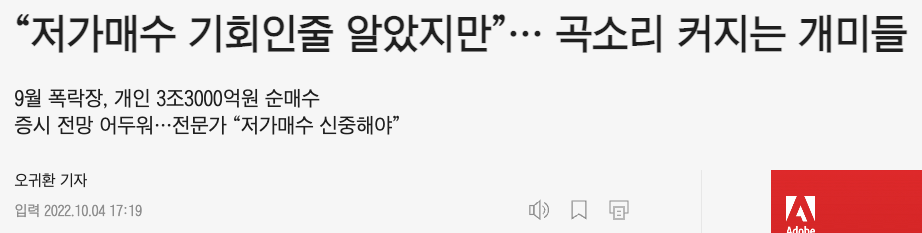 “저가매수 기회인줄 알았지만”… 곡소리 커지는 개미들
9월 폭락장, 개인 3조3000억원 순매수
증시 전망 어두워…전문가 “저가매수 신중해야”
오귀환 기자
입력 2022.10.04 17:19
Adobe